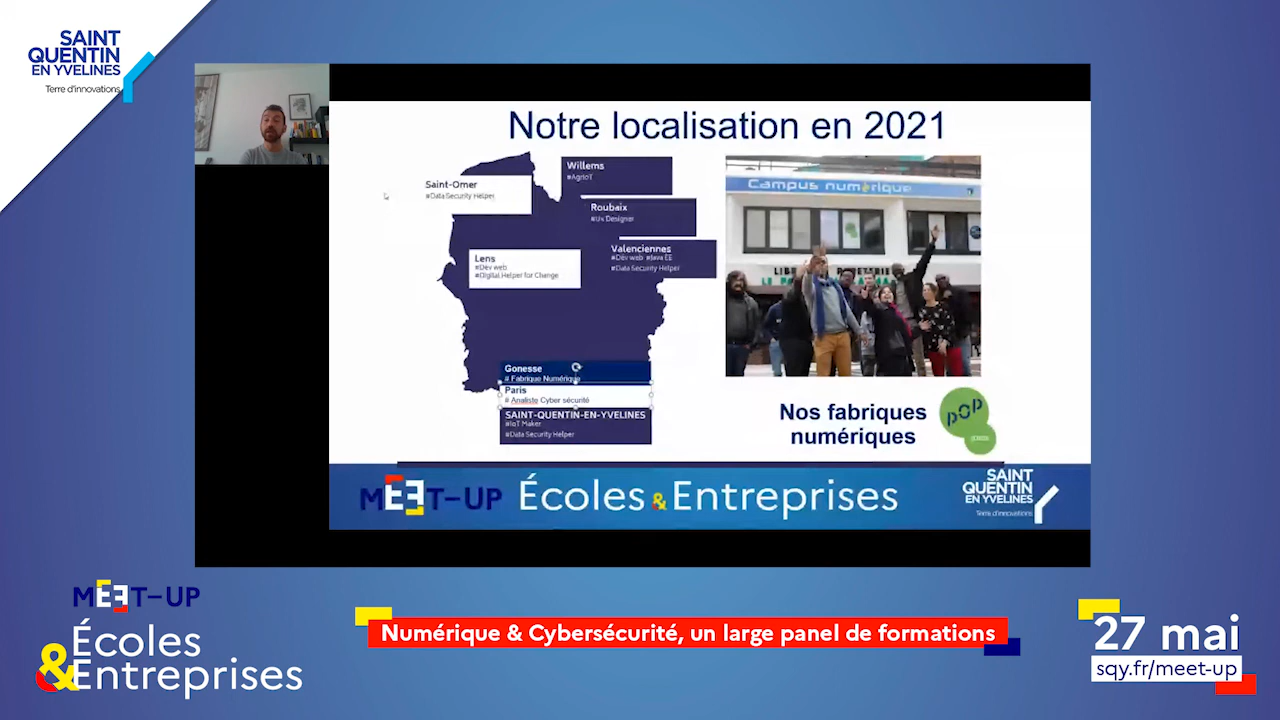 SAINT
QUENTIN
EN YVELINES
Terre d'innovations
Notre localisation en 2021
Willems
#AgrioT
Saint-Omer
#Data Security Helper
Roubaix
#Ux Designer
Valenciennes
#Dév web #Java EE
#Data Security Helper
Lens
#Dév web
#Digital Helper for Change
Gonesse
# Fabrique Numérique
Paris
# Analiste Cyber sécurité
SAINT-QUENTIN-EN-YVELINES
#IoT Maker
#Data Security Helper
Campus numérique
Nos fabriques
numériques
POP
MEET-UP Écoles & Entreprises
SAINT
QUENTIN
EN YVELINES
Terre d'innovations
MEET-UP
Écoles
&Entreprises
Numérique & Cybersécurité, un large panel de formations
27 mai
sqy.fr/meet-up